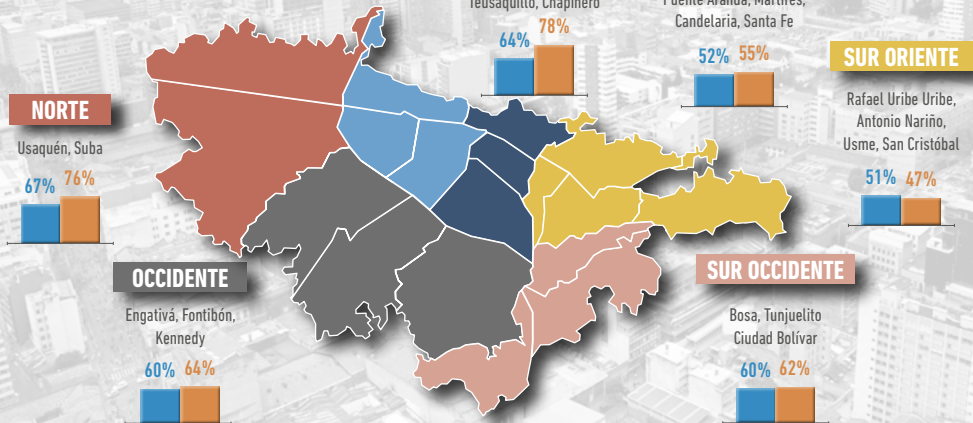 Teusaquillo, Chapinero
64% 78%
Puente Aranda, Mártires,
Candelaria, Santa Fe
52% 55%
SUR ORIENTE
Rafael Uribe Uribe,
Antonio Nariño,
Usme, San Cristóbal
51% 47%
NORTE
Usaquén, Suba
67% 76%
OCCIDENTE
Engativá, Fontibón,
Kennedy
60% 64%
SUR OCCIDENTE
Bosa, Tunjuelito
Ciudad Bolívar
60% 62%